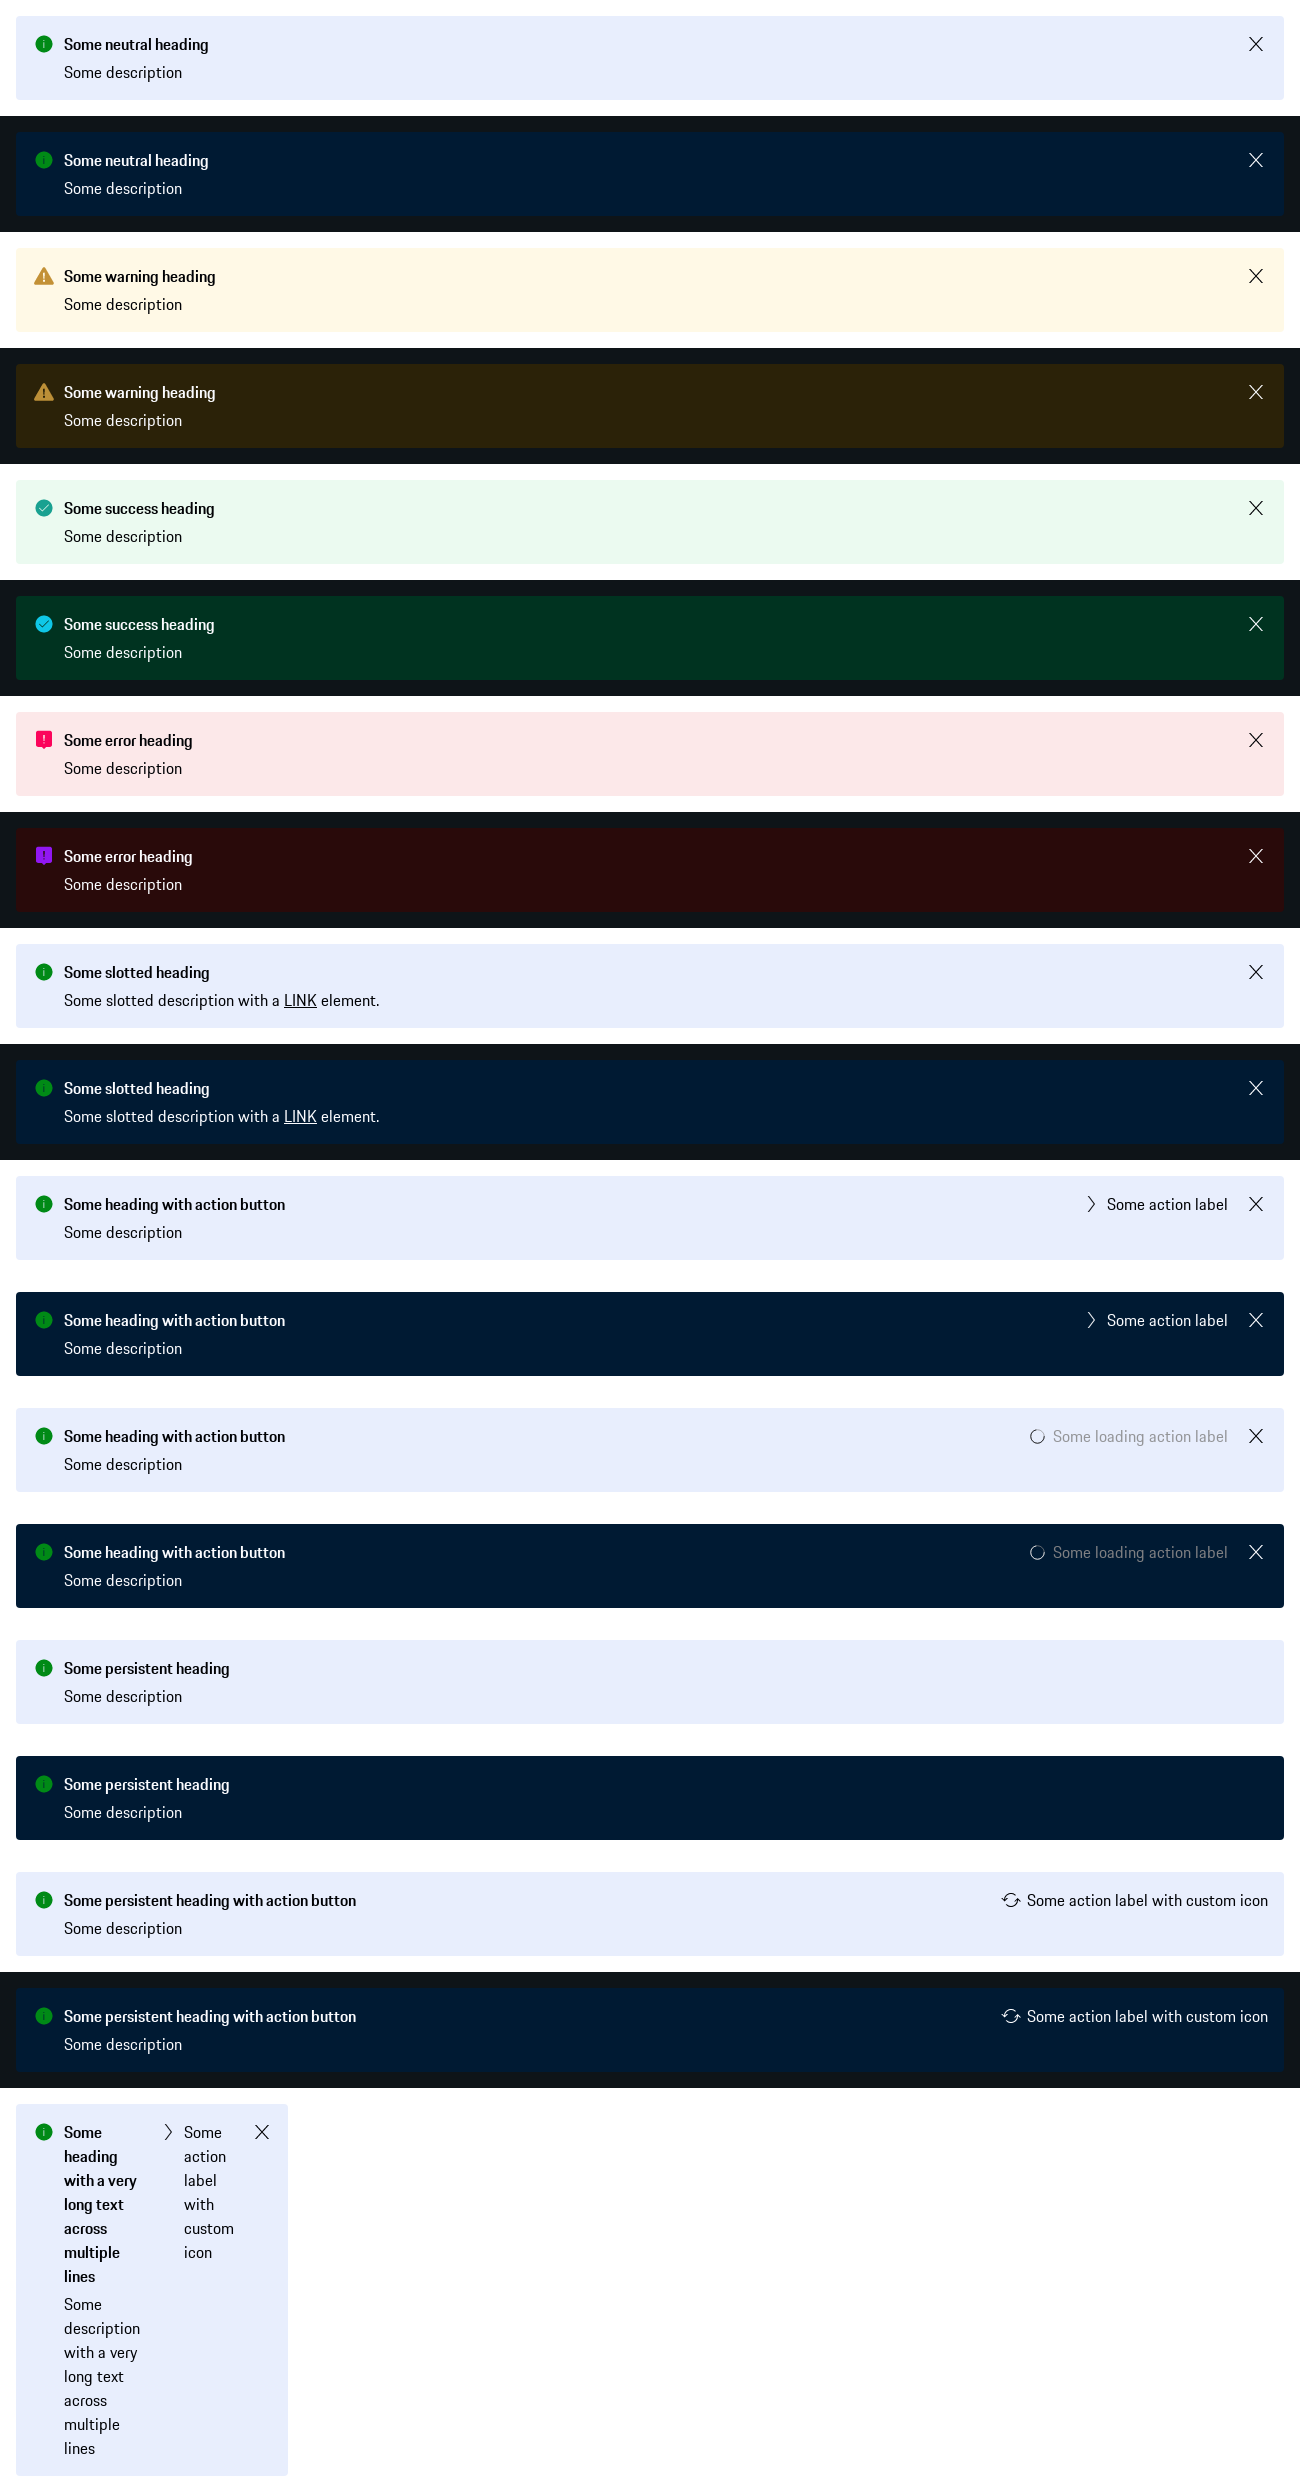 Some neutral heading
Some description
Some neutral heading
Some description
Some warning heading
Some description
Some warning heading
Some description
Some success heading
Some description
Some success heading
Some description
Some error heading
Some description
Some error heading
Some description
Some slotted heading
Some slotted description with a LINK element.
Some slotted heading
Some slotted description with a LINK element.
Some heading with action button
Some action label
Some description
Some heading with action button
Some action label
Some description
Some heading with action button
Some loading action label
Some description
Some heading with action button
Some loading action label
Some description
Some persistent heading
Some description
Some persistent heading
Some description
Some persistent heading with action button
Some action label with custom icon
Some description
Some persistent heading with action button
Some action label with custom icon
Some description
Some
heading
with a very
long text
across
multiple
lines
Some
description
with a very
long text
across
multiple
lines
Some
action
label
with
custom
icon